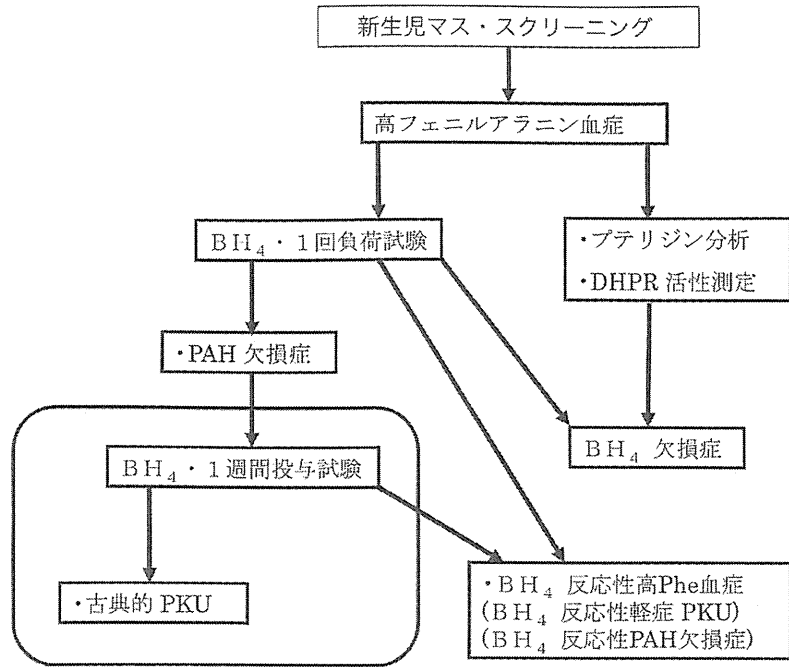 新生児マス・スクリーニング
高フェニルアラニン血症
BH₄・1回負荷試験
・プテリジン分析
・DHPR 活性測定
・PAH 欠損症
BH₄・1週間投与試験
BH₄ 欠損症
・古典的 PKU
・BH₄ 反応性高Phe血症
(BH₄ 反応性軽症 PKU)
(BH₄ 反応性PAH欠損症)